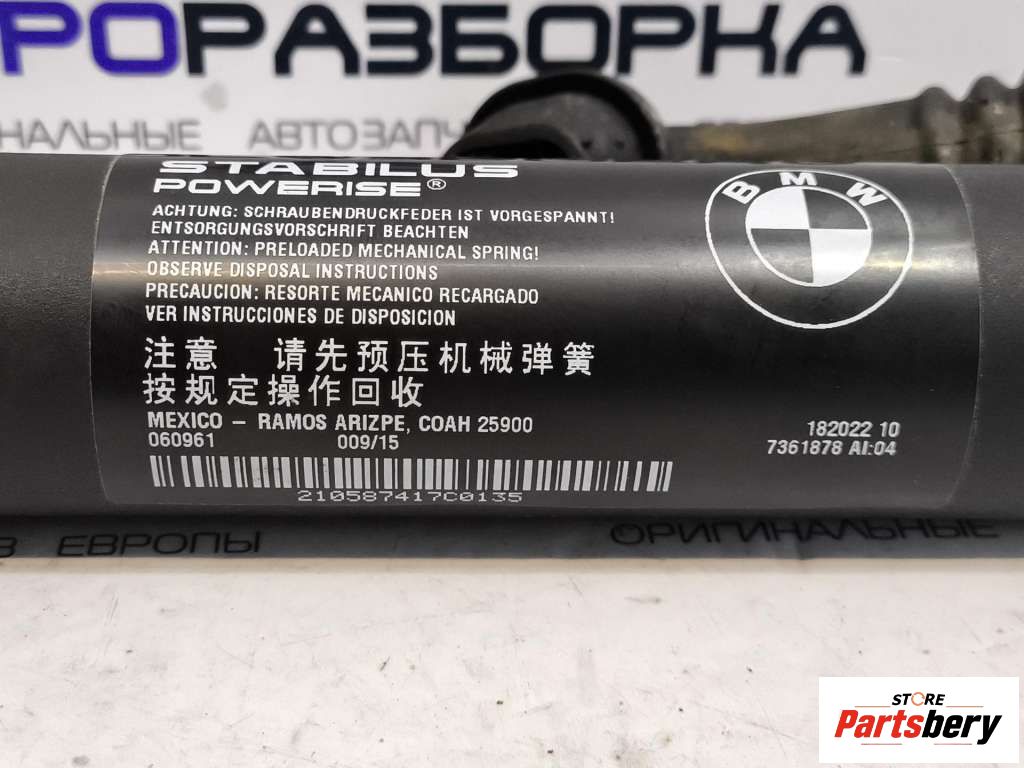 РОРАЗБОРКА
ГИНАЛЬНЫЕ АВТОЗАПЧ
STABILUS
POWERISE®
ACHTUNG: SCHRAUBENDRUCKFEDER IST VORGESPANNT!
ENTSORGUNGSVORSCHRIFT BEACHTEN
ATTENTION: PRELOADED MECHANICAL SPRING!
OBSERVE DISPOSAL INSTRUCTIONS
PRECAUCION: RESORTE MECANICO RECARGADO
VER INSTRUCCIONES DE DISPOSICION
注意 请先预压机械弹簧
按规定操作回收
MEXICO – RAMOS ARIZPE, COAH 25900
060961 009/15
210587417C0135
BMW
182022 10
7361878 AI:04
З ЕВРОПЫ ОРИГИНАЛЬНЫЕ
STORE
Partsbery